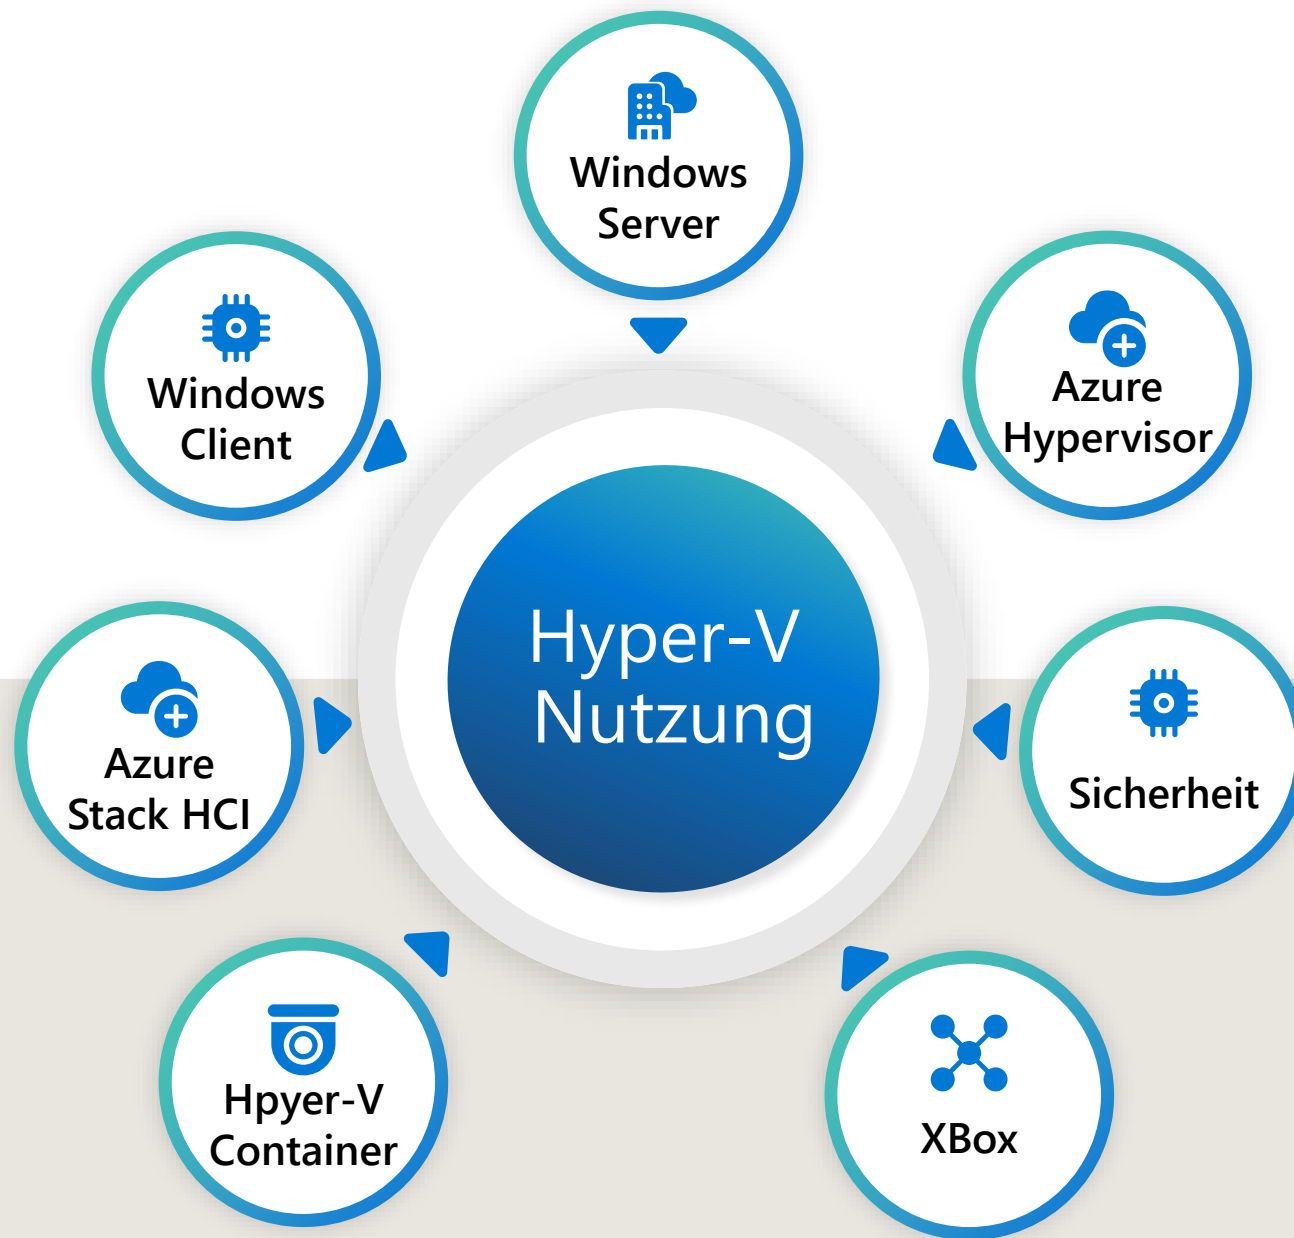 Windows
Server
Windows
Client
Azure
Hypervisor
Hyper-V
Nutzung
Azure
Stack HCI
Sicherheit
Hpyer-V
Container
XBox